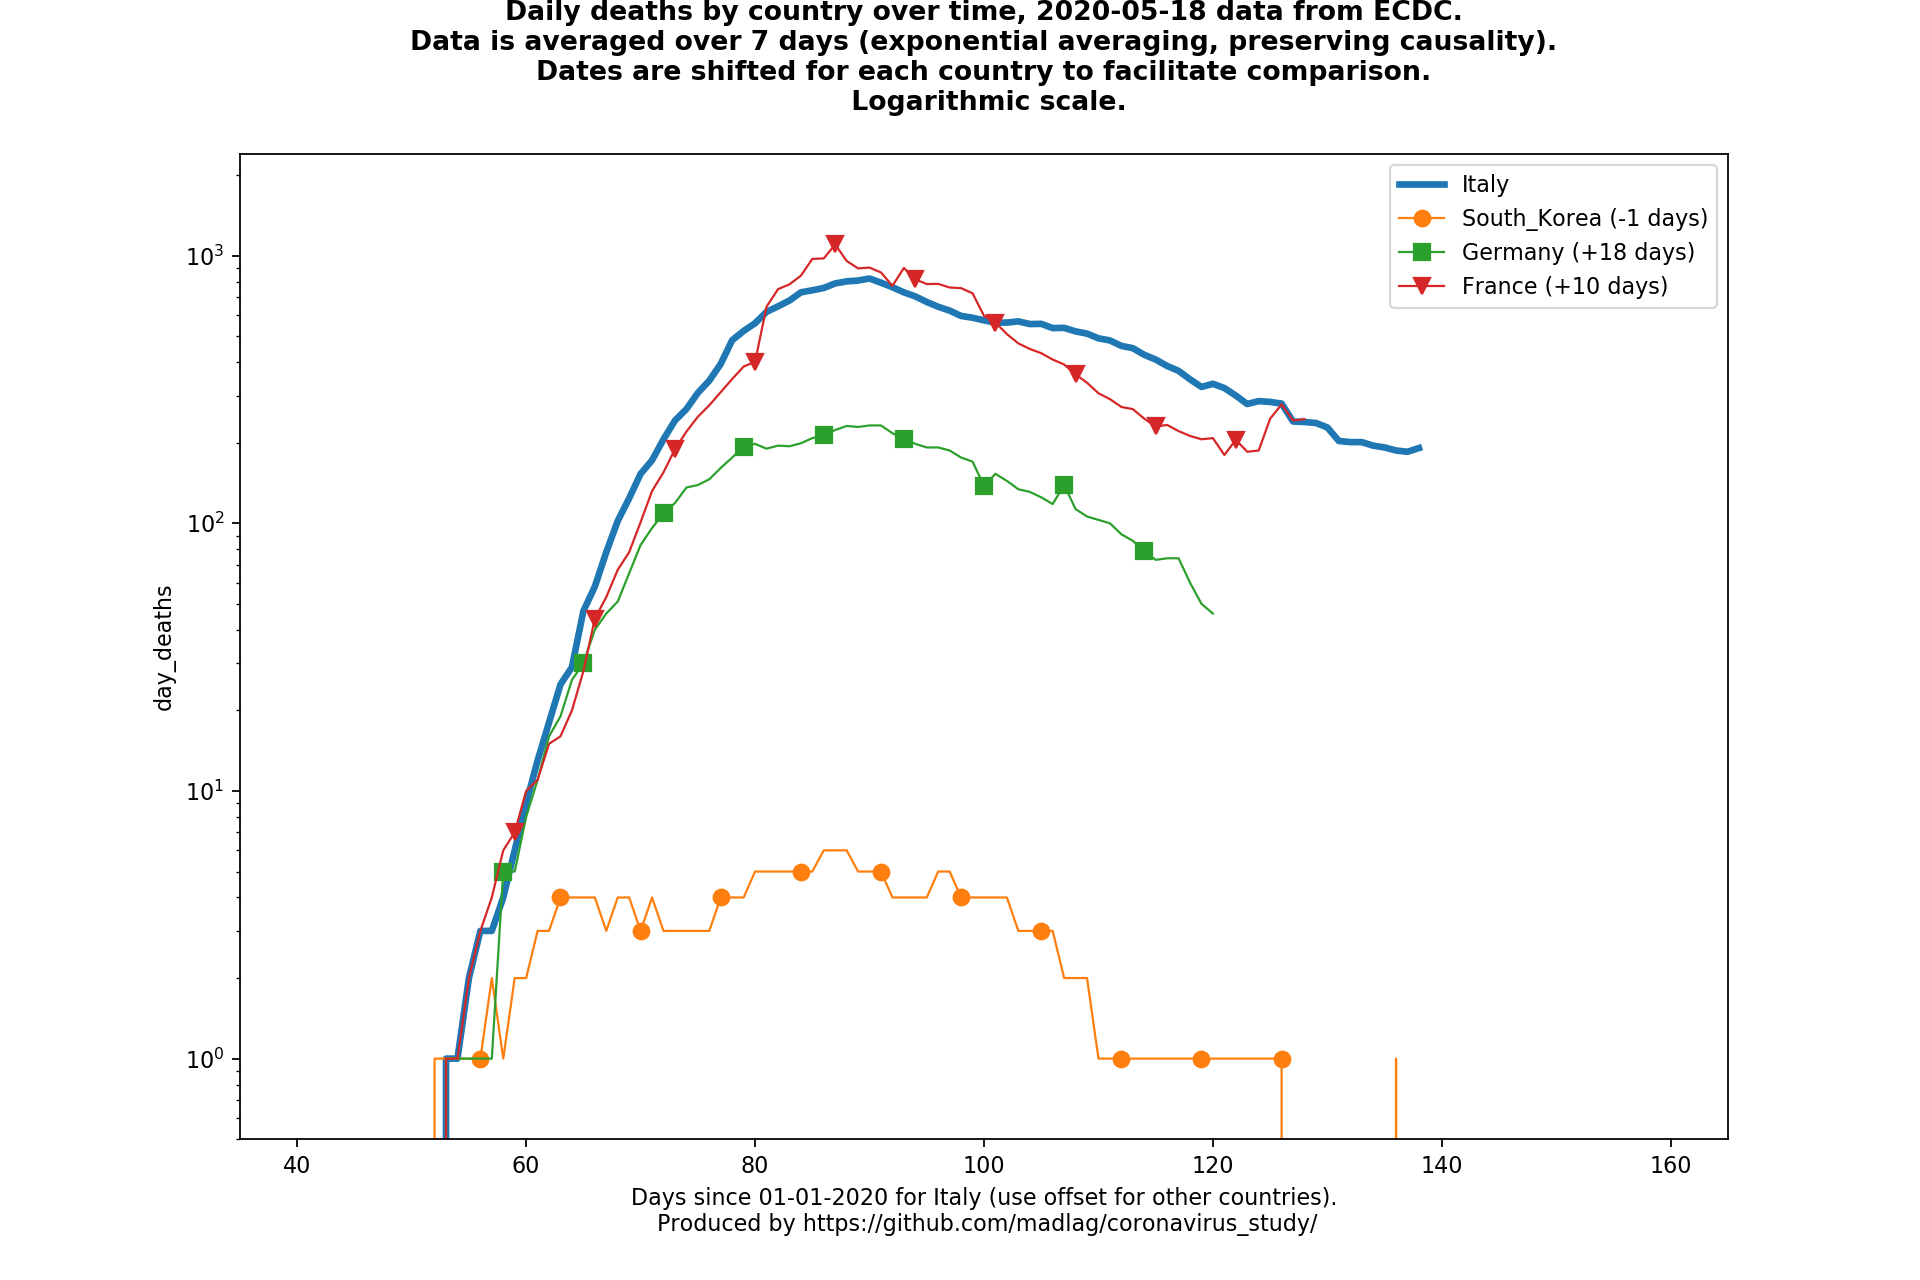 Daily deaths by country over time, 2020-05-18 data from ECDC.
Data is averaged over 7 days (exponential averaging, preserving causality).
Dates are shifted for each country to facilitate comparison.
Logarithmic scale.
Italy
South_Korea (-1 days)
Germany (+18 days)
France (+10 days)
10³
10²
10¹
10⁰
day_deaths
40 60 80 100 120 140 160
Days since 01-01-2020 for Italy (use offset for other countries).
Produced by https://github.com/madlag/coronavirus_study/